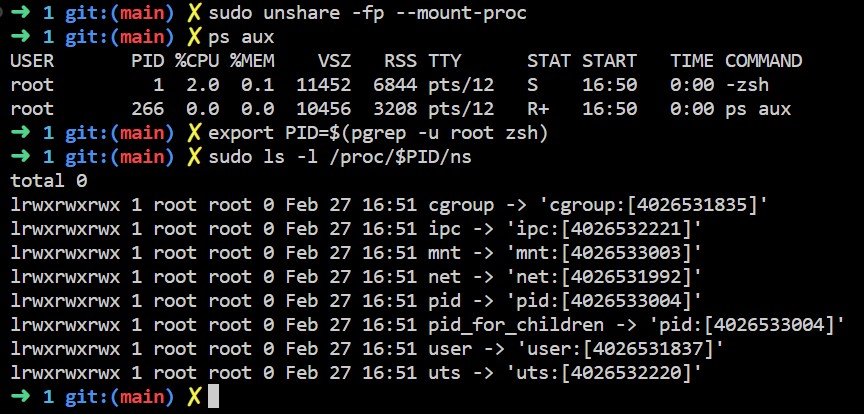 ➜ 1 git:(main) ✗ sudo unshare -fp --mount-proc
➜ 1 git:(main) ✗ ps aux
USER         PID %CPU %MEM    VSZ   RSS TTY      STAT START   TIME COMMAND
root           1  2.0  0.1  11452  6844 pts/12   S    16:50   0:00 -zsh
root         266  0.0  0.0  10456  3208 pts/12   R+   16:50   0:00 ps aux
➜ 1 git:(main) ✗ export PID=$(pgrep -u root zsh)
➜ 1 git:(main) ✗ sudo ls -l /proc/$PID/ns
total 0
lrwxrwxrwx 1 root root 0 Feb 27 16:51 cgroup -> 'cgroup:[4026531835]'
lrwxrwxrwx 1 root root 0 Feb 27 16:51 ipc -> 'ipc:[4026532221]'
lrwxrwxrwx 1 root root 0 Feb 27 16:51 mnt -> 'mnt:[4026533003]'
lrwxrwxrwx 1 root root 0 Feb 27 16:51 net -> 'net:[4026531992]'
lrwxrwxrwx 1 root root 0 Feb 27 16:51 pid -> 'pid:[4026533004]'
lrwxrwxrwx 1 root root 0 Feb 27 16:51 pid_for_children -> 'pid:[4026533004]'
lrwxrwxrwx 1 root root 0 Feb 27 16:51 user -> 'user:[4026531837]'
lrwxrwxrwx 1 root root 0 Feb 27 16:51 uts -> 'uts:[4026532220]'
➜ 1 git:(main) ✗